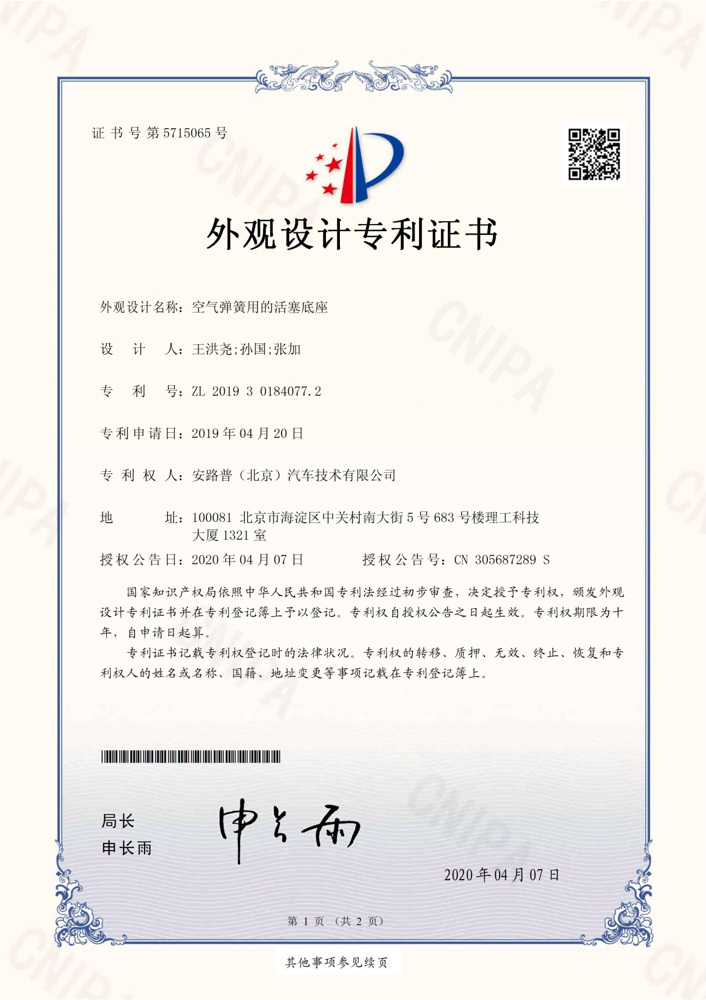 证书号第5715065号
外观设计专利证书
外观设计名称：空气弹簧用的活塞底座
设计人：王洪尧;孙国;张加
专利号：ZL 2019 3 0184077.2
专利申请日：2019年04月20日
专利权人：安路普（北京）汽车技术有限公司
地址：100081 北京市海淀区中关村南大街5号683号楼理工科技
大厦1321室
授权公告日：2020年04月07日 授权公告号：CN 305687289 S
国家知识产权局依照中华人民共和国专利法经过初步审查，决定授予专利权，颁发外观
设计专利证书并在专利登记簿上予以登记。专利权自授权公告之日起生效。专利权期限为十
年，自申请日起算。
专利证书记载专利权登记时的法律状况。专利权的转移、质押、无效、终止、恢复和专
利权人的姓名或名称、国籍、地址变更等事项记载在专利登记簿上。
局长
申长雨
申长雨
2020年04月07日
第 1 页 （共 2 页）
其他事项参见续页
CNIPA
CNIPA
CNIPA
CNIPA
CNIPA
CNIPA
CNIPA